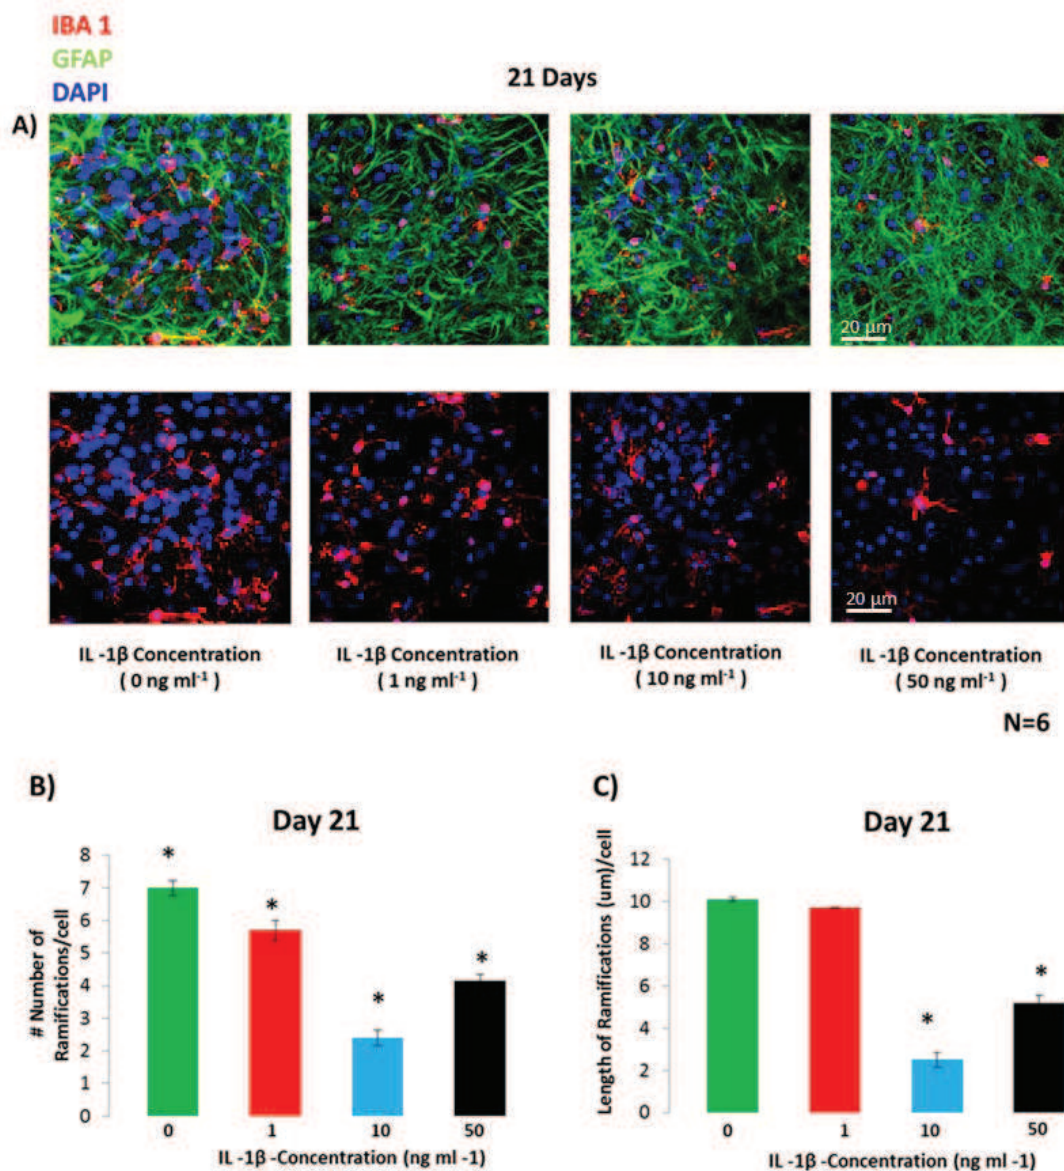 IBA 1
GFAP
DAPI
21 Days
A)
20 µm
20 µm
IL -1β Concentration
( 0 ng ml-1 )
IL -1β Concentration
( 1 ng ml-1 )
IL -1β Concentration
( 10 ng ml-1 )
IL -1β Concentration
( 50 ng ml-1 )
N=6
B)
Day 21
# Number of
Ramifications/cell
8
7
6
5
4
3
2
1
0
*
*
*
*
0 1 10 50
IL -1β -Concentration (ng ml -1)
C)
Day 21
Length of Ramifications (um)/cell
12
10
8
6
4
2
0
*
*
0 1 10 50
IL -1β -Concentration (ng ml -1)